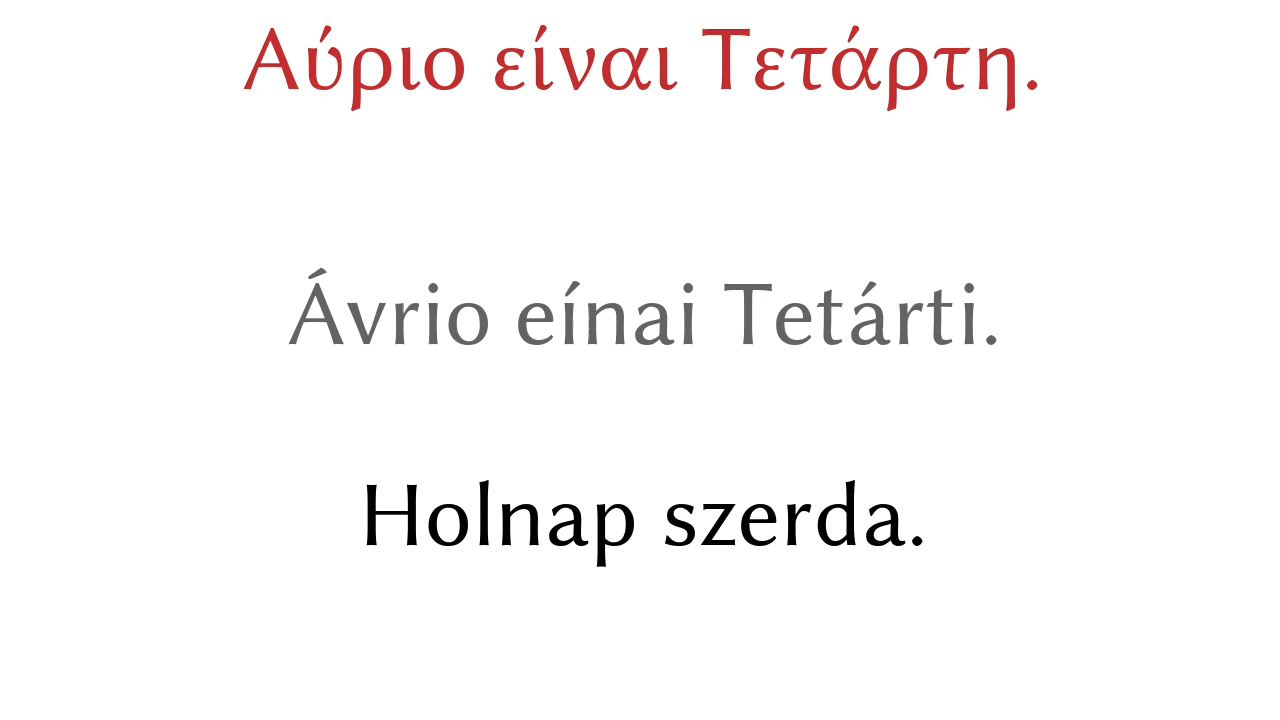 Αύριο είναι Τετάρτη.
Ávrio eínai Tetárti.
Holnap szerda.